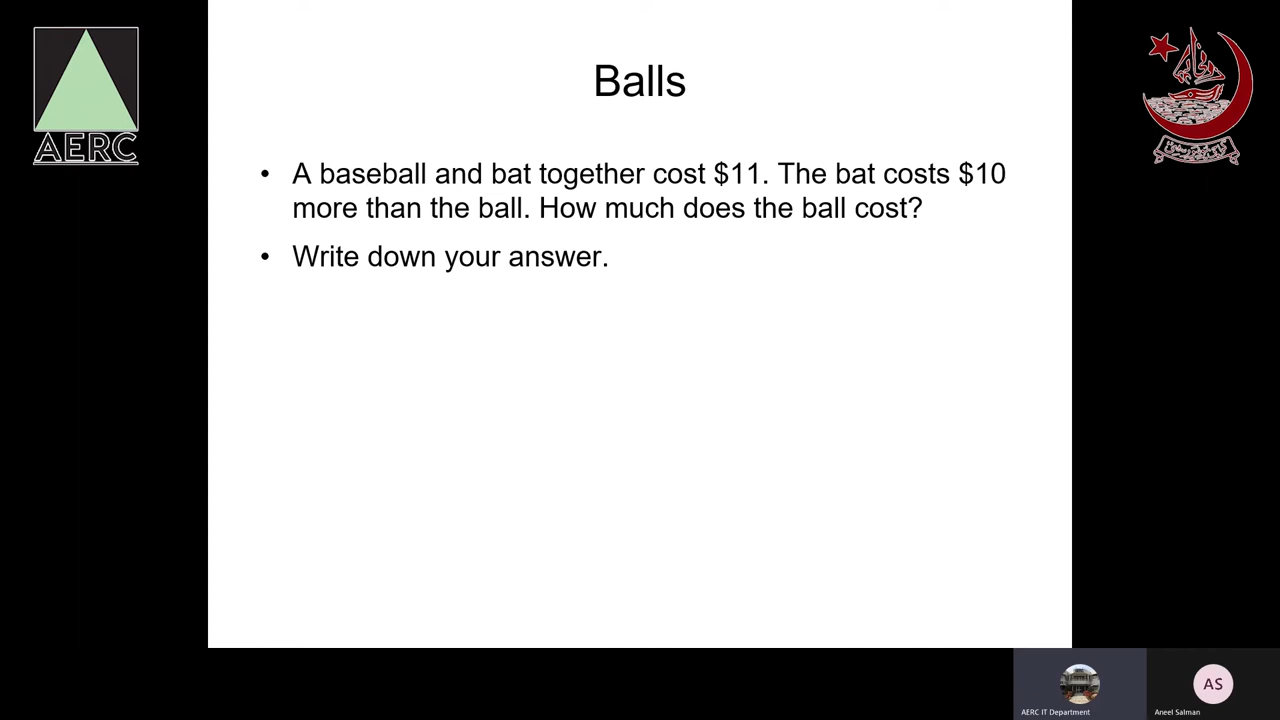 AERC
Balls
• A baseball and bat together cost $11. The bat costs $10
more than the ball. How much does the ball cost?
• Write down your answer.
AS
AERC IT Department
Aneel Salman